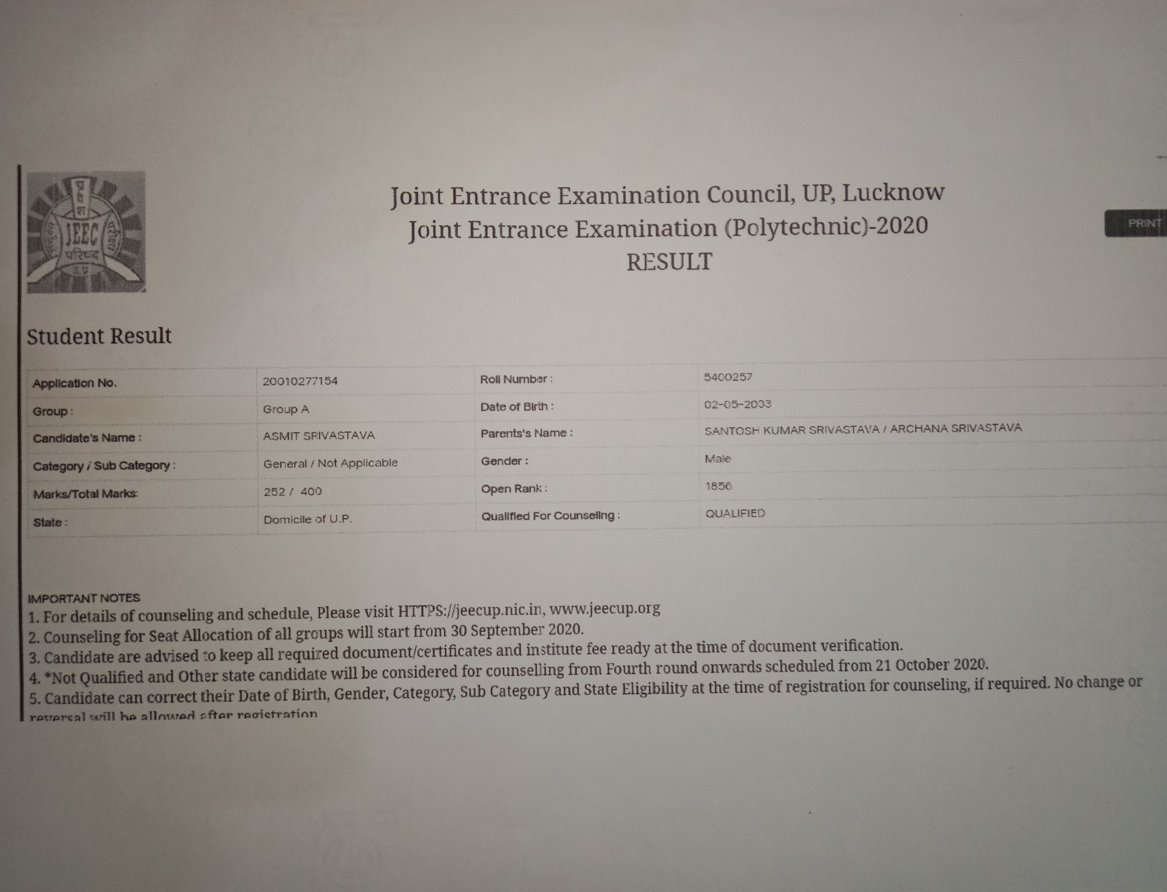 Joint Entrance Examination Council, UP, Lucknow
Joint Entrance Examination (Polytechnic)-2020
RESULT
PRINT
JEEC
परिषद
उ.प्र.
Student Result
Application No. 20010277154 Roll Number : 5400257
Group : Group A Date of Birth : 02-05-2003
Candidate's Name : ASMIT SRIVASTAVA Parents's Name : SANTOSH KUMAR SRIVASTAVA / ARCHANA SRIVASTAVA
Category / Sub Category : General / Not Applicable Gender : Male
Marks/Total Marks: 252 / 400 Open Rank : 1856
State : Domicile of U.P. Qualified For Counseling : QUALIFIED
IMPORTANT NOTES
1. For details of counseling and schedule, Please visit HTTPS://jeecup.nic.in, www.jeecup.org
2. Counseling for Seat Allocation of all groups will start from 30 September 2020.
3. Candidate are advised to keep all required document/certificates and institute fee ready at the time of document verification.
4. *Not Qualified and Other state candidate will be considered for counselling from Fourth round onwards scheduled from 21 October 2020.
5. Candidate can correct their Date of Birth, Gender, Category, Sub Category and State Eligibility at the time of registration for counseling, if required. No change or
reversal will be allowed after registration